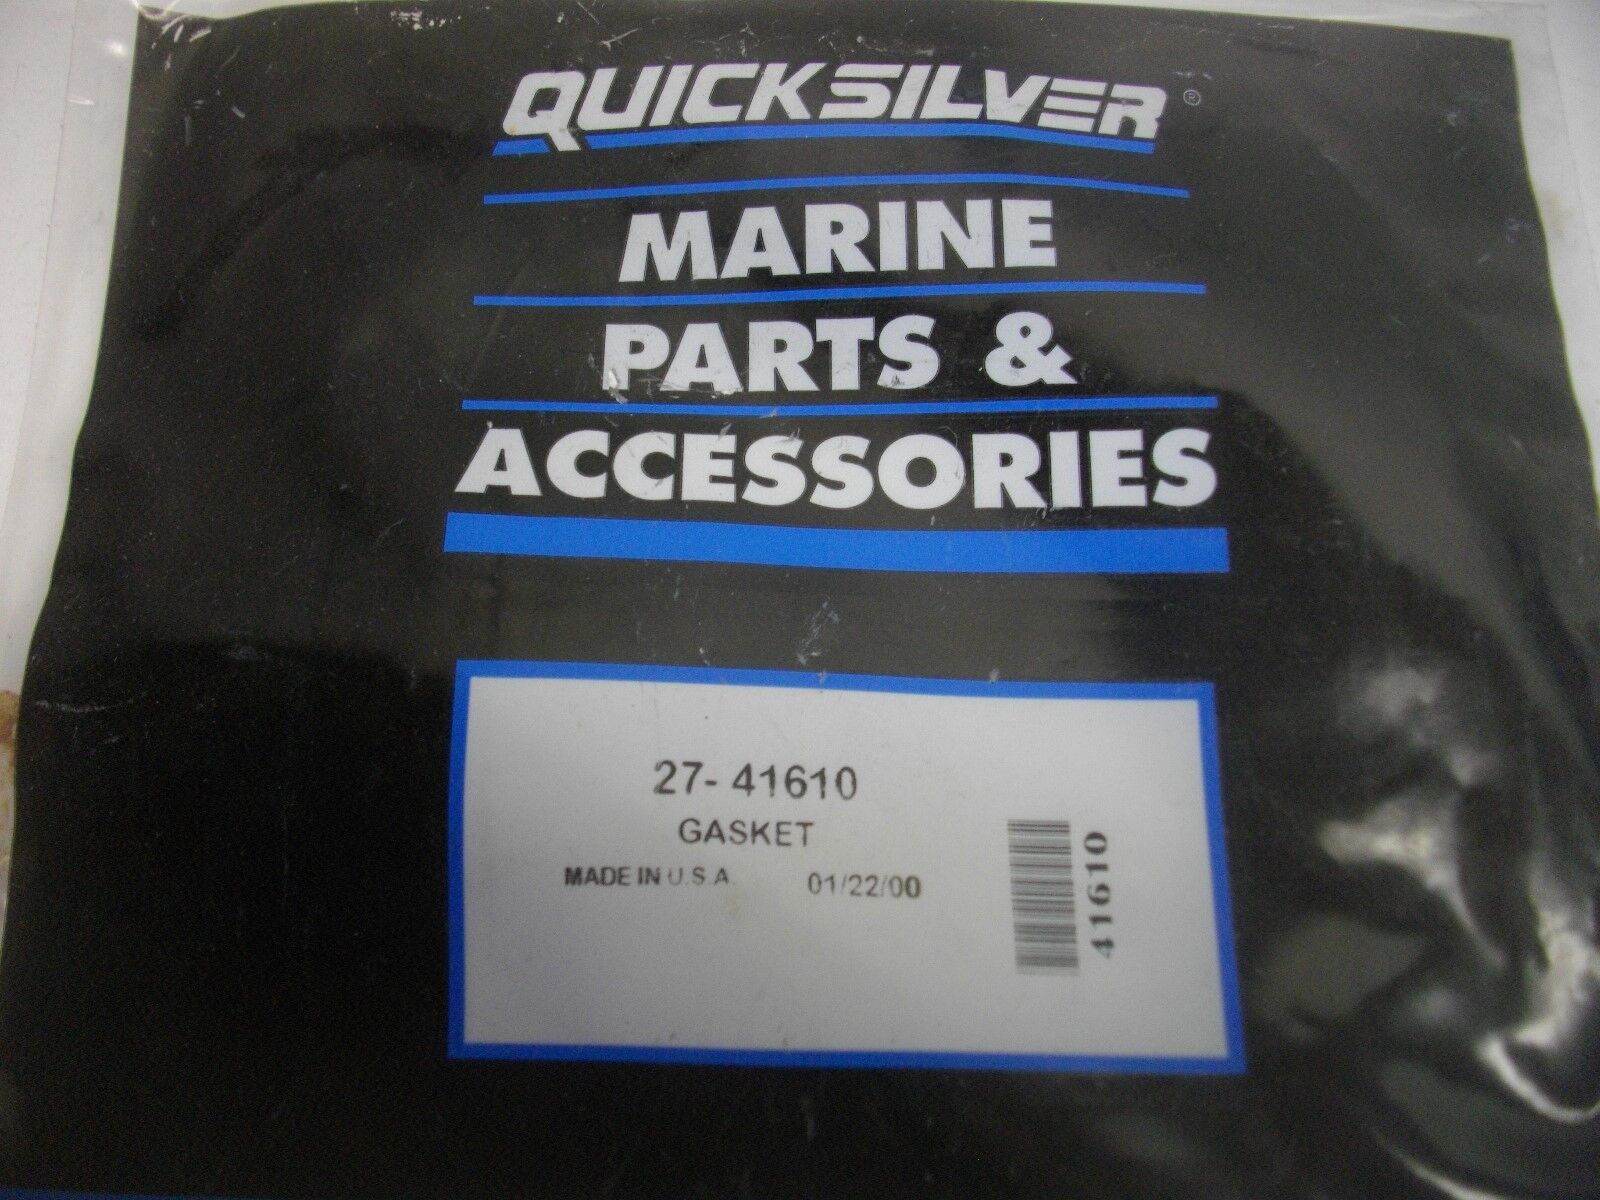 QUICKSILVER ®
MARINE
PARTS &
ACCESSORIES
27- 41610
GASKET
MADE IN U.S.A. 01/22/00
41610